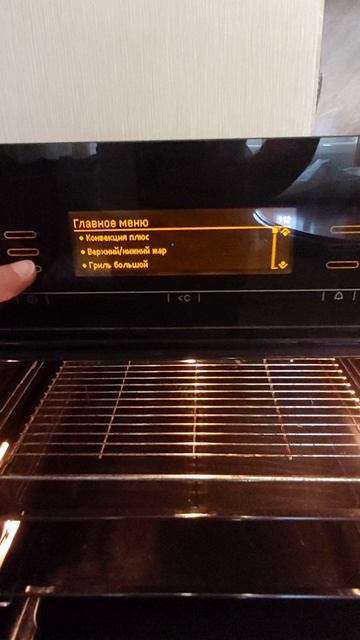 Главное меню
• Конвекция плюс
• Верхний/нижний жар
• Гриль большой
<C